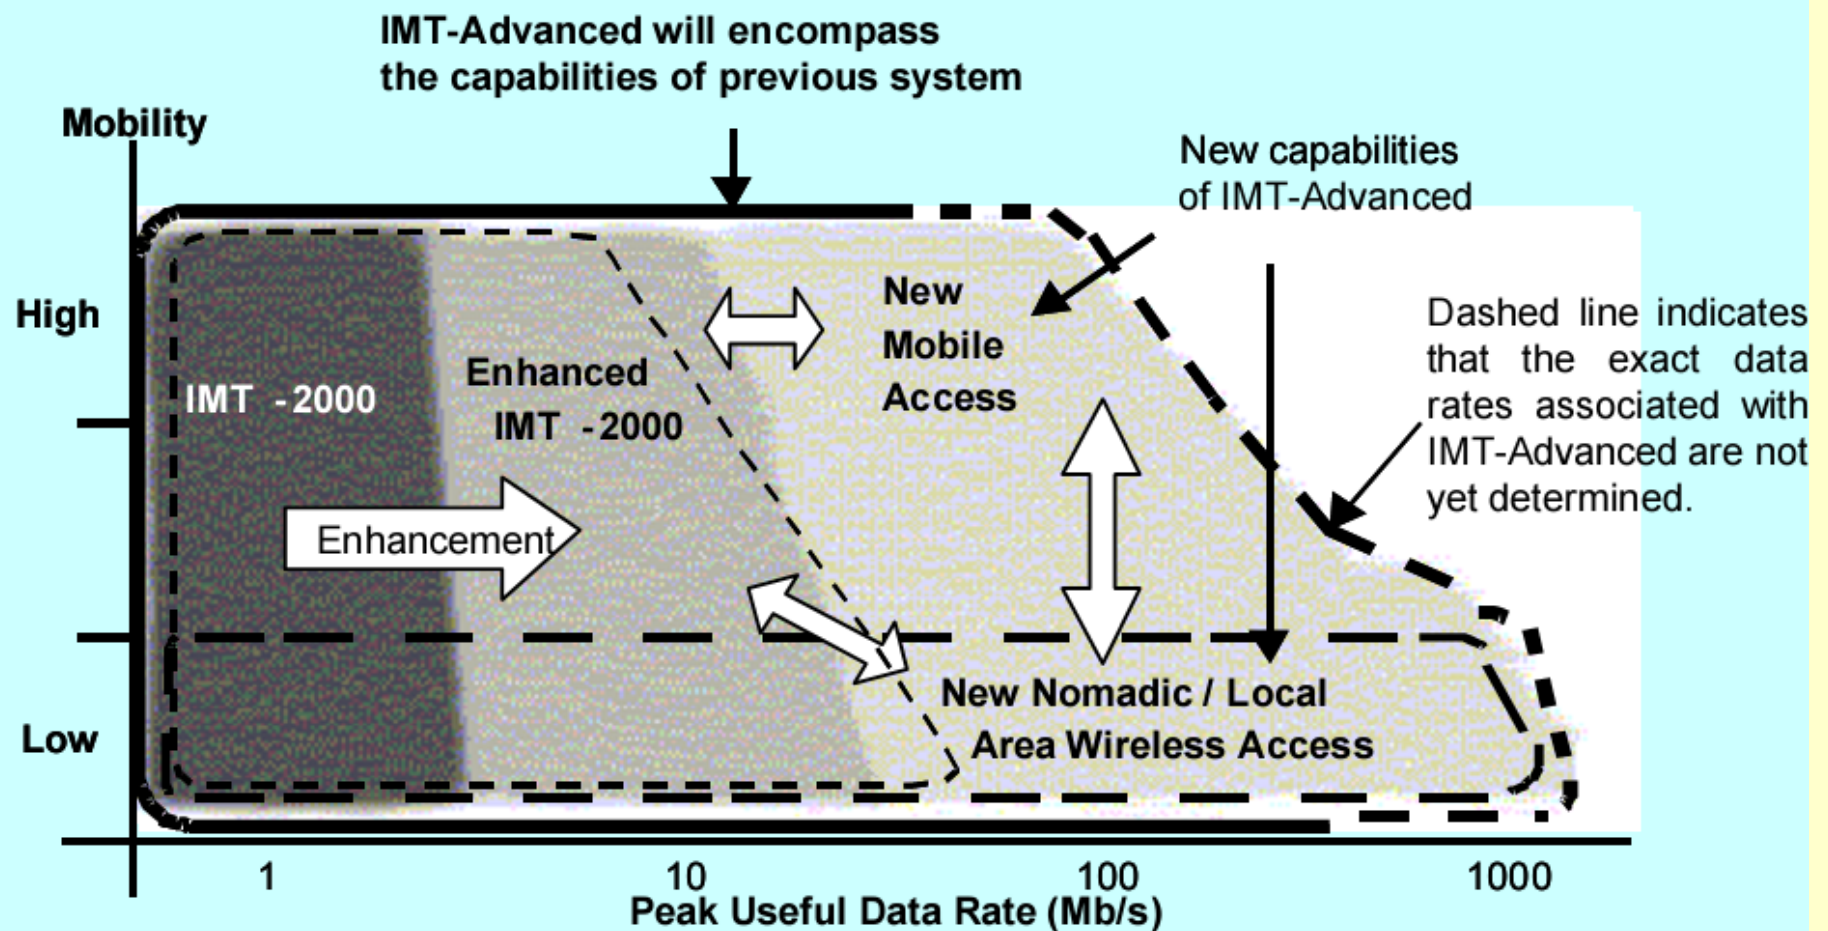 IMT-Advanced will encompass
the capabilities of previous system
Mobility
New capabilities
of IMT-Advanced
High
New
Mobile
Access
Dashed line indicates
that the exact data
rates associated with
IMT-Advanced are not
yet determined.
IMT - 2000
Enhanced
IMT - 2000
Enhancement
Low
New Nomadic / Local
Area Wireless Access
1 10 100 1000
Peak Useful Data Rate (Mb/s)